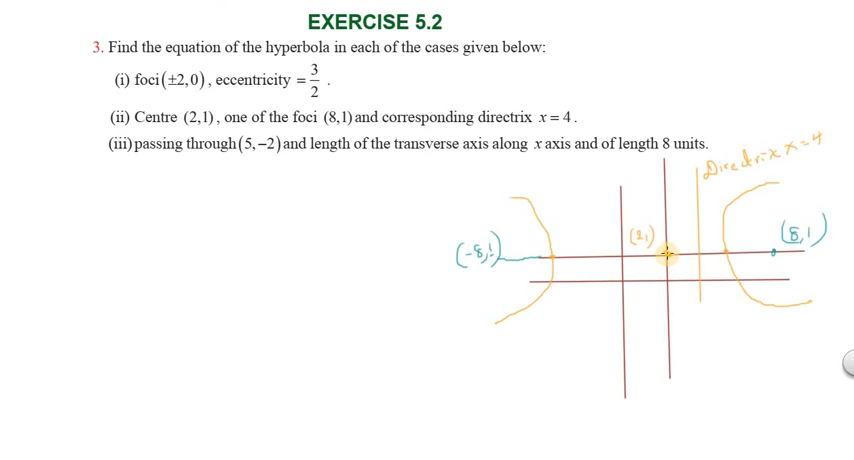 EXERCISE 5.2
3. Find the equation of the hyperbola in each of the cases given below:
(i) foci(±2,0), eccentricity = 3/2 .
(ii) Centre (2,1), one of the foci (8,1) and corresponding directrix x = 4 .
(iii) passing through(5,−2) and length of the transverse axis along x axis and of length 8 units.
Directrix x=4
(2,1)
(8,1)
(-8,1)